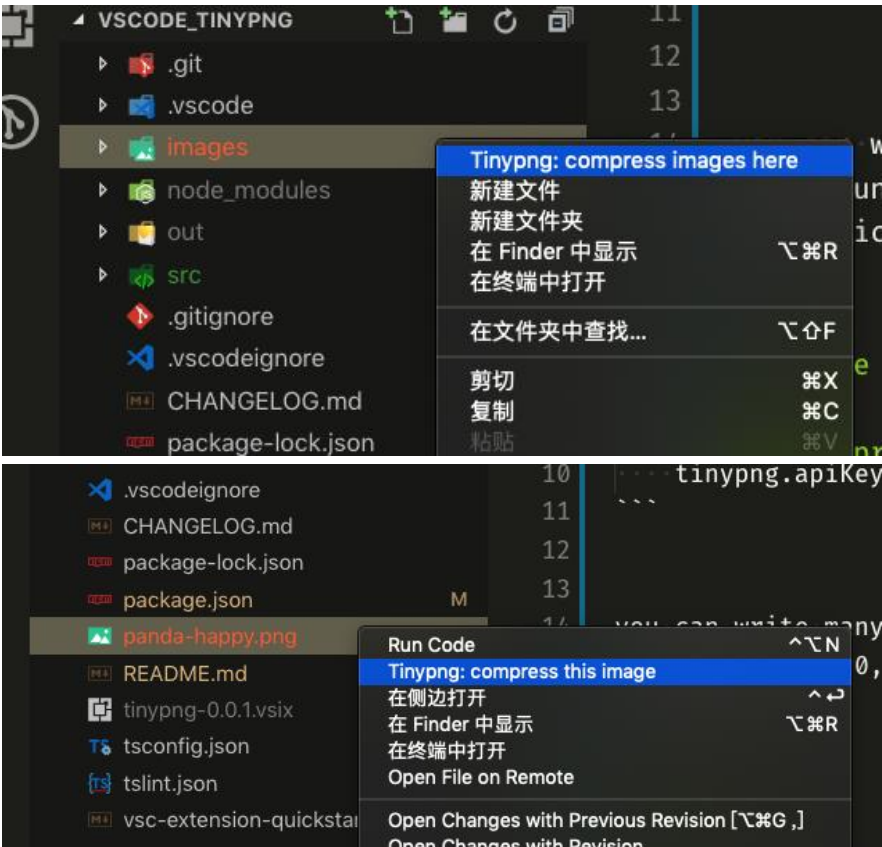 VSCODE_TINYPNG
11
.git
12
.vscode
13
images
Tinypng: compress images here
node_modules
新建文件
out
新建文件夹
在 Finder 中显示 ⌥⌘R
src
在终端中打开
.gitignore
在文件夹中查找... ⌥⇧F
.vscodeignore
剪切 ⌘X
CHANGELOG.md
复制 ⌘C
package-lock.json
粘贴 ⌘V
10 tinypng.apiKey
.vscodeignore
11 ```
CHANGELOG.md
12
package-lock.json
13
package.json M
14
panda-happy.png
Run Code ^⌥N
README.md
Tinypng: compress this image
在侧边打开 ^↩
tinypng-0.0.1.vsix
在 Finder 中显示 ⌥⌘R
tsconfig.json
在终端中打开
Open File on Remote
tslint.json
vsc-extension-quickstar
Open Changes with Previous Revision [⌥⌘G ,]
Open Changes with Revision